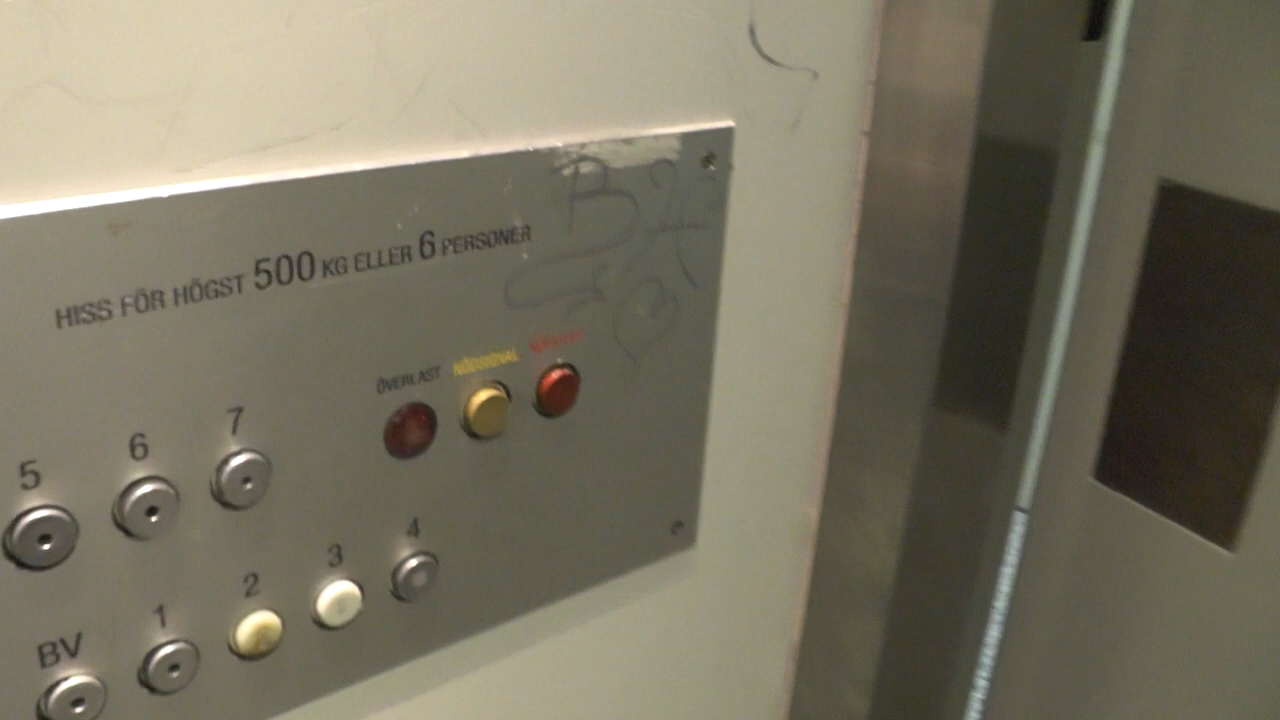 HISS FÖR HÖGST 500 KG ELLER 6 PERSONER
ÖVERLAST NÖDSIGNAL
5 6 7
BV 1 2 3 4